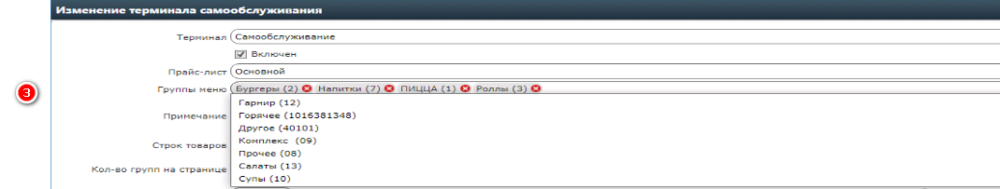 Изменение терминала самообслуживания
Терминал Самообслуживание
Включен
Прайс-лист Основной
3
Группы меню Бургеры (2) Напитки (7) ПИЦЦА (1) Роллы (3)
Гарнир (12)
Примечание Горячее (1016381348)
Другое (40101)
Строк товаров Комплекс (09)
Прочее (08)
Кол-во групп на странице Салаты (13)
Супы (10)